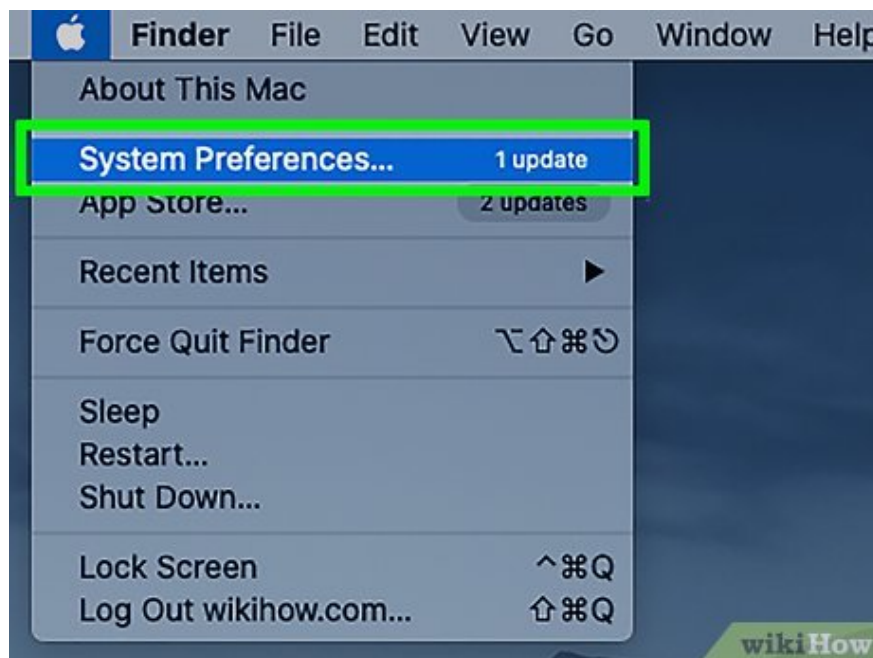 Finder File Edit View Go Window Help
About This Mac
System Preferences... 1 update
App Store... 2 updates
Recent Items ▶
Force Quit Finder ⌥⇧⌘⎋
Sleep
Restart...
Shut Down...
Lock Screen ^⌘Q
Log Out wikihow.com... ⇧⌘Q
wikiHow